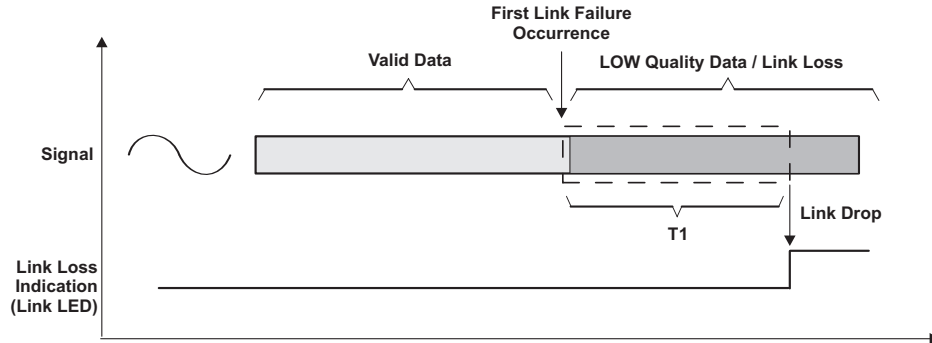 First Link Failure
Occurrence
Valid Data
LOW Quality Data / Link Loss
Signal
T1
Link Drop
Link Loss
Indication
(Link LED)